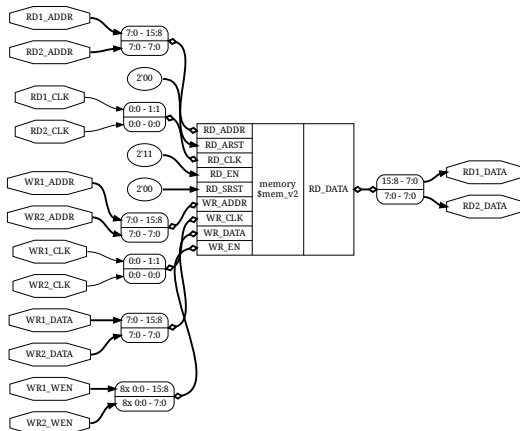 RD1_ADDR
RD2_ADDR
7:0 - 15:8
7:0 - 7:0
2'00
RD1_CLK
RD2_CLK
0:0 - 1:1
0:0 - 0:0
2'11
2'00
WR1_ADDR
WR2_ADDR
7:0 - 15:8
7:0 - 7:0
WR1_CLK
WR2_CLK
0:0 - 1:1
0:0 - 0:0
WR1_DATA
WR2_DATA
7:0 - 15:8
7:0 - 7:0
WR1_WEN
WR2_WEN
8x 0:0 - 15:8
8x 0:0 - 7:0
RD_ADDR
RD_ARST
RD_CLK
RD_EN
RD_SRST
WR_ADDR
WR_CLK
WR_DATA
WR_EN
memory
$mem_v2
RD_DATA
15:8 - 7:0
7:0 - 7:0
RD1_DATA
RD2_DATA